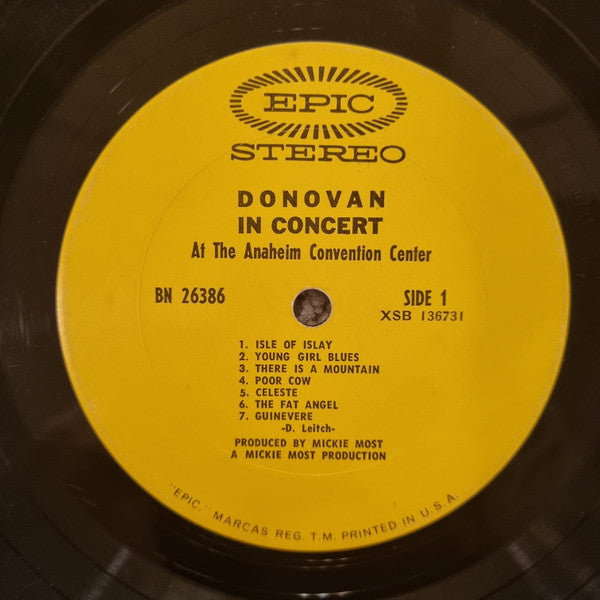 EPIC
STEREO
DONOVAN
IN CONCERT
At The Anaheim Convention Center
BN 26386
SIDE 1
XSB 136731
1. ISLE OF ISLAY
2. YOUNG GIRL BLUES
3. THERE IS A MOUNTAIN
4. POOR COW
5. CELESTE
6. THE FAT ANGEL
7. GUINEVERE
-D. Leitch-
PRODUCED BY MICKIE MOST
A MICKIE MOST PRODUCTION
"EPIC," MARCAS REG. T.M. PRINTED IN U.S.A.